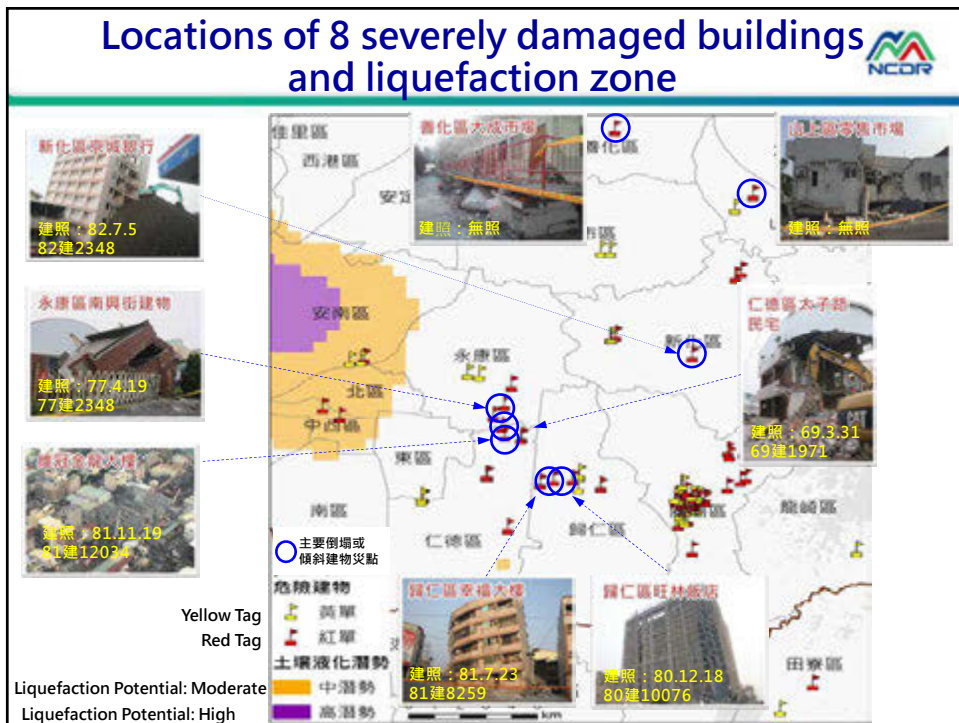 Locations of 8 severely damaged buildings
and liquefaction zone
NCDR
新化區京城銀行
建照：82.7.5
82建2348
永康區南興街建物
建照：77.4.19
77建2348
維冠金龍大樓
建照：81.11.19
81建12034
善化區大成市場
建照：無照
山上區零售市場
建照：無照
仁德區太子路
民宅
建照：69.3.31
69建1971
歸仁區幸福大樓
建照：81.7.23
81建8259
歸仁區旺林飯店
建照：80.12.18
80建10076
佳里區
西港區
安定
善化區
安南區
永康區
新化區
北區
中西區
東區
南區
仁德區
歸仁區
龍崎區
田寮區
主要倒塌或
傾斜建物災點
危險建物
黃單
紅單
土壤液化潛勢
中潛勢
高潛勢
km
Yellow Tag
Red Tag
Liquefaction Potential: Moderate
Liquefaction Potential: High